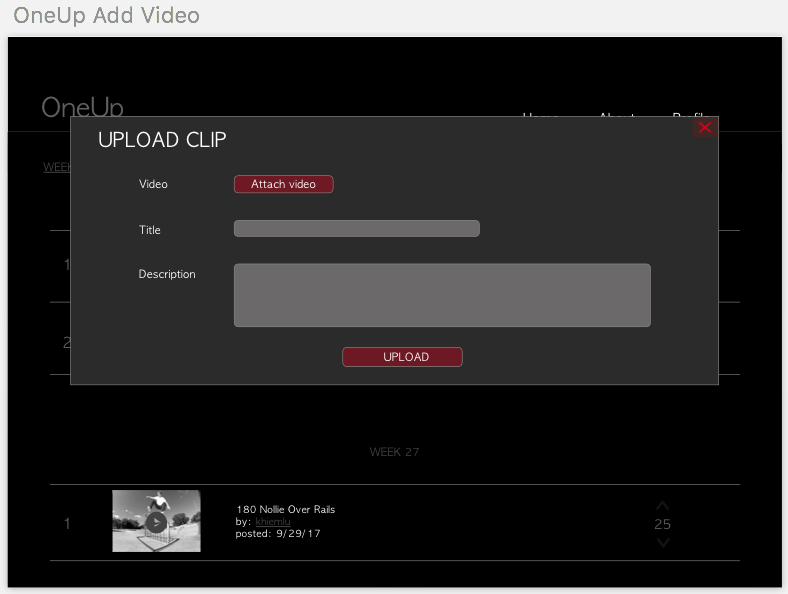 OneUp Add Video
OneUp
Home About Profile
UPLOAD CLIP
WEEK
Video
Attach video
Title
1
Description
2
UPLOAD
WEEK 27
180 Nollie Over Rails
by: khiemlu
1
25
posted: 9/29/17